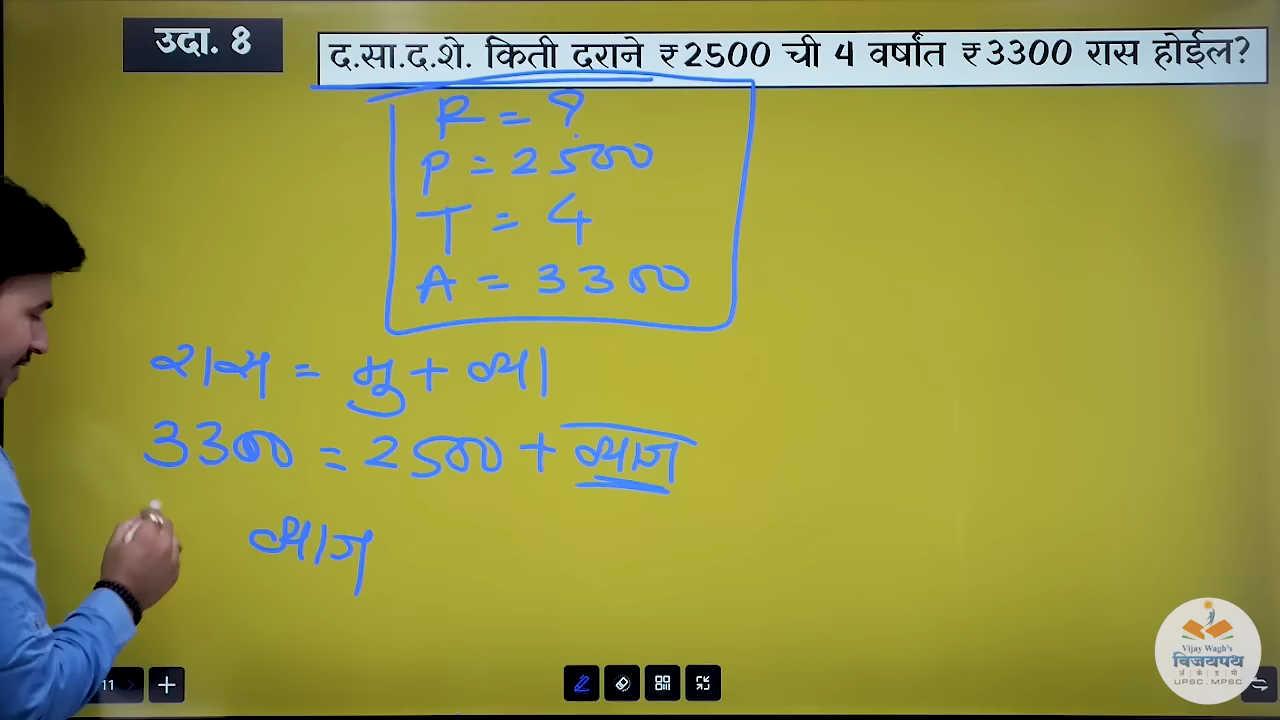 उदा. 8
द.सा.द.शे. किती दराने ₹2500 ची 4 वर्षांत ₹3300 रास होईल?
R = ?
P = 2500
T = 4
A = 3300
रास = मु + व्या
3300 = 2500 + व्याज
व्याज
11
Vijay Wagh's
विजयपथ
अॅकॅडमी
UPSC . MPSC